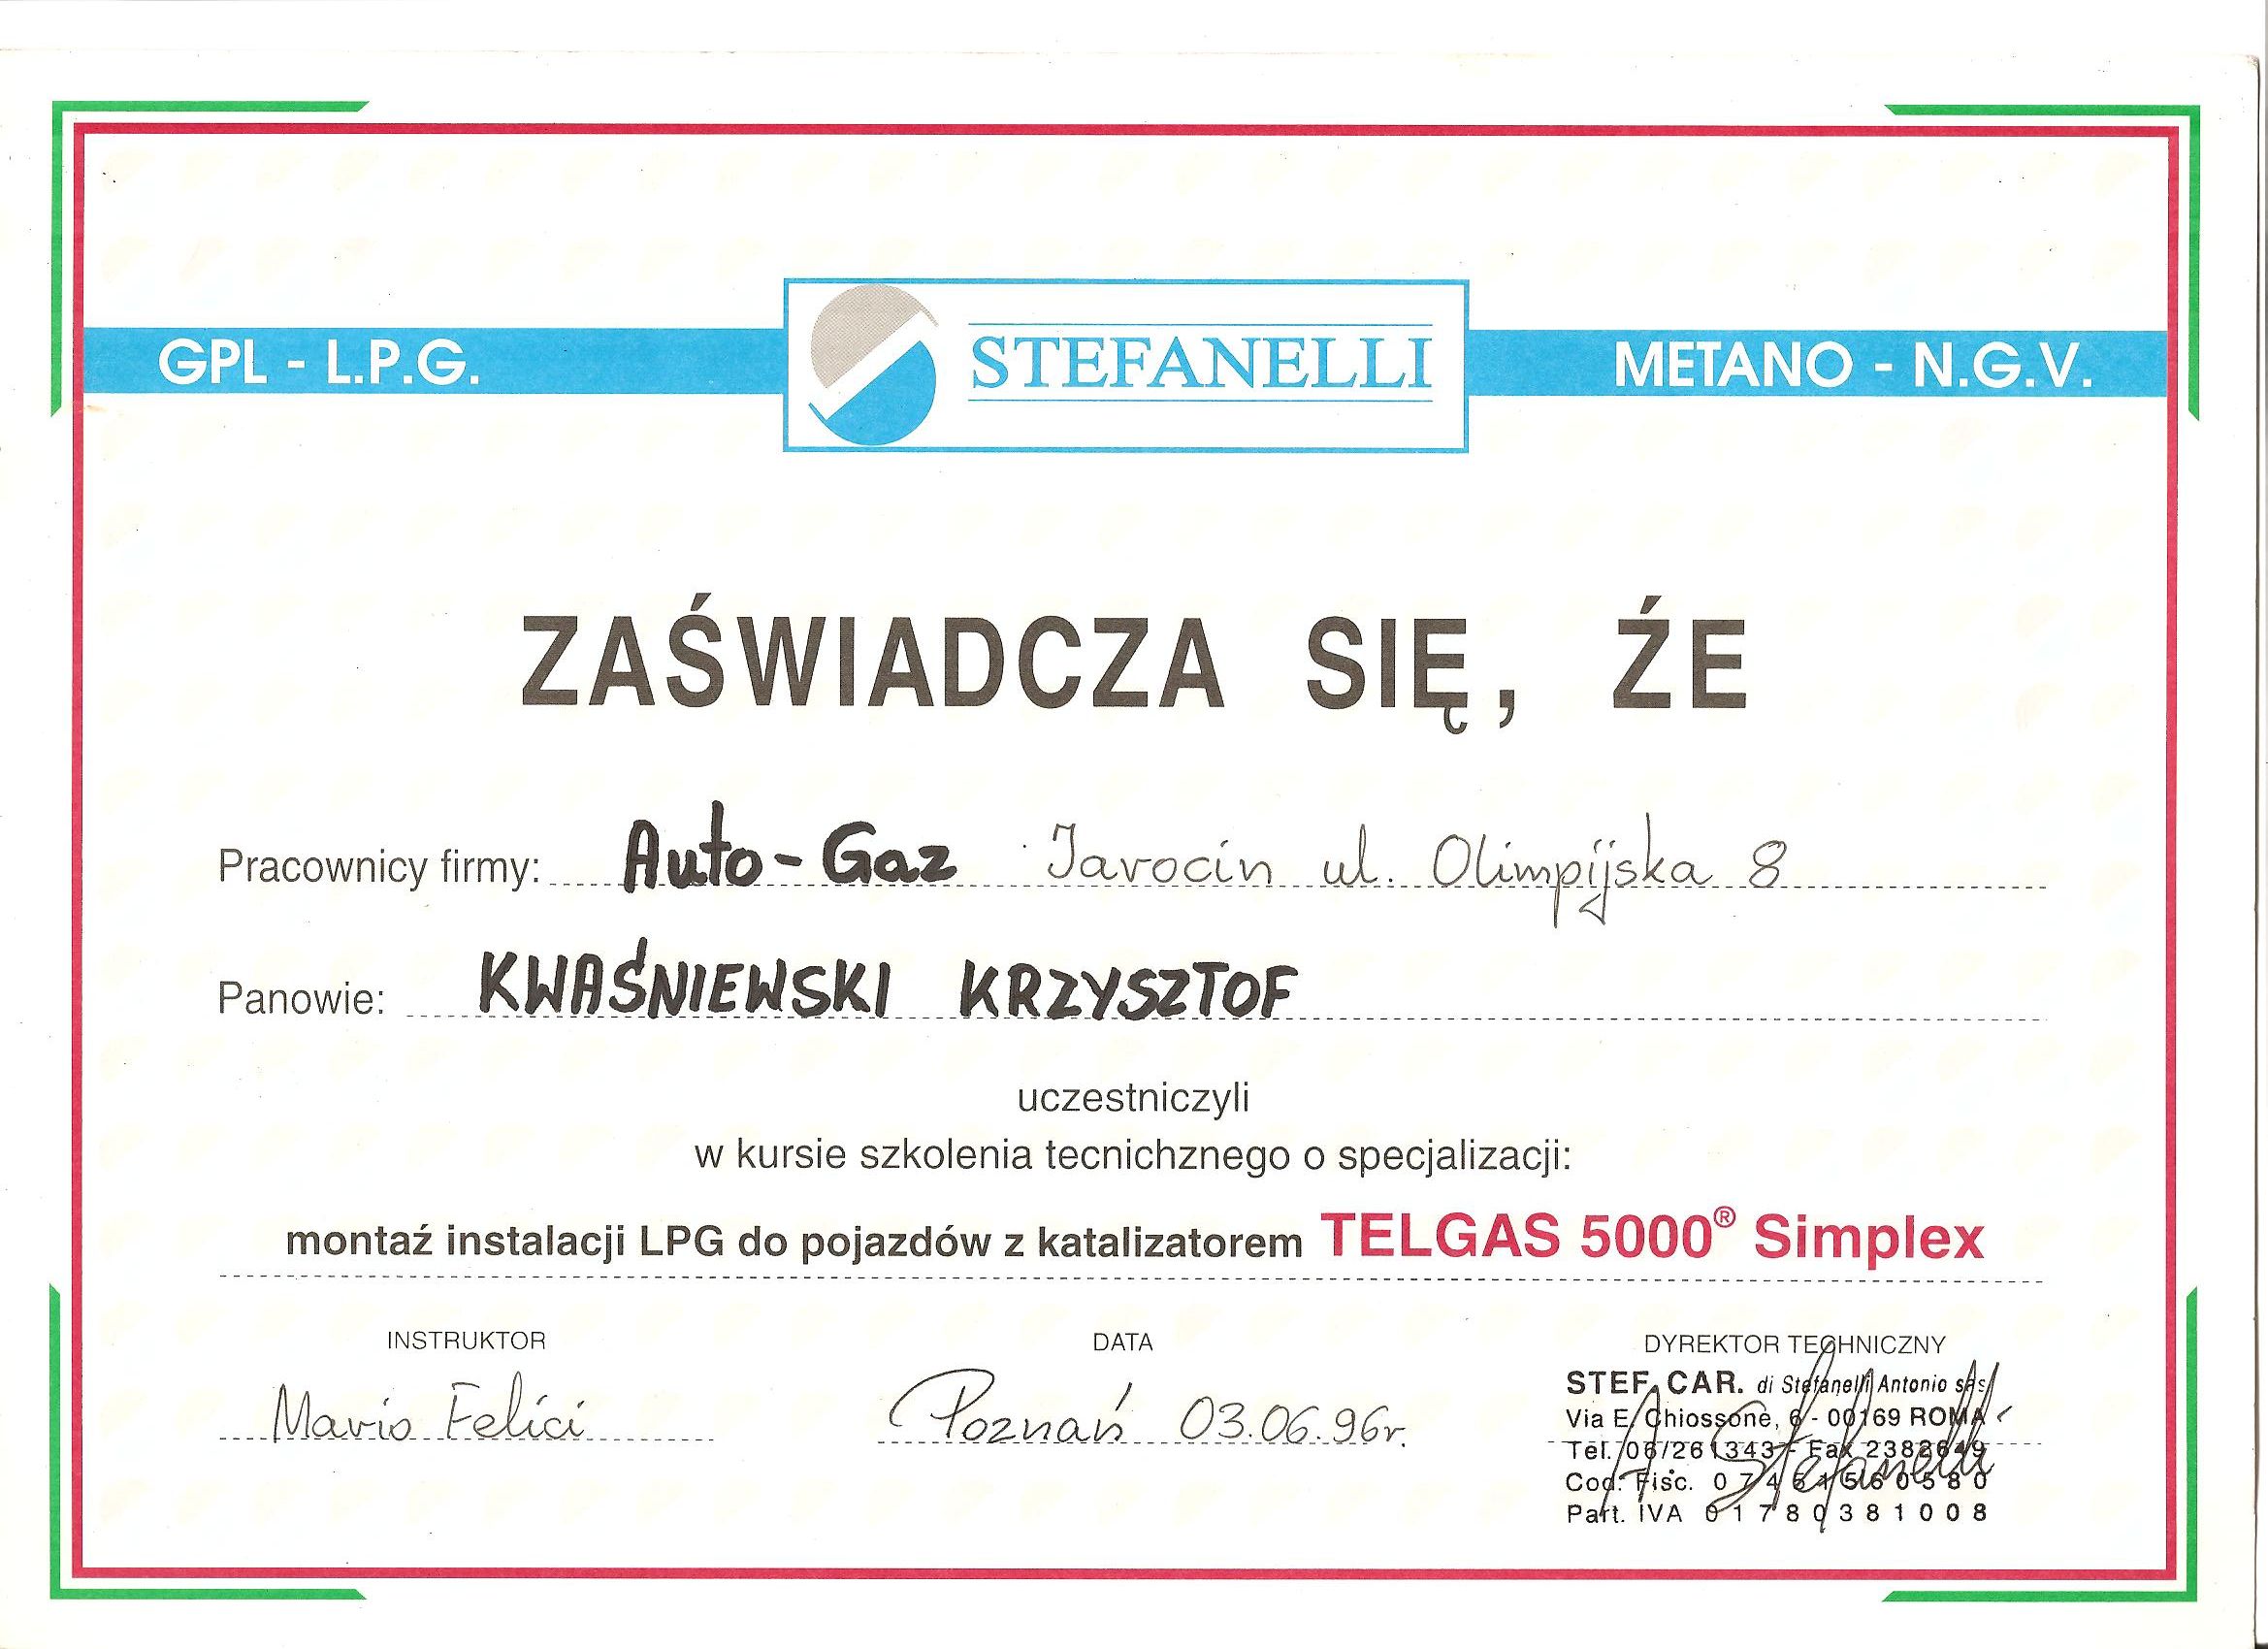 GPL - L.P.G.
STEFANELLI
METANO - N.G.V.
ZAŚWIADCZA SIĘ, ŹE
Pracownicy firmy: Auto-Gaz Jarocin ul. Olimpijska 8
Panowie: KWAŚNIEWSKI KRZYSZTOF
uczestniczyli
w kursie szkolenia tecnichznego o specjalizacji:
montaź instalacji LPG do pojazdów z katalizatorem TELGAS 5000® Simplex
INSTRUKTOR
Mario Felici
DATA
Poznań 03.06.96r.
DYREKTOR TECHNICZNY
STEF. CAR. di Stefanelli Antonio sas
Via E. Chiossone, 6 - 00169 ROMA
Tel. 06/261343 - Fax 2382649
Cod. Fisc. 07451560580
Part. IVA 01780381008
A. Stefanelli